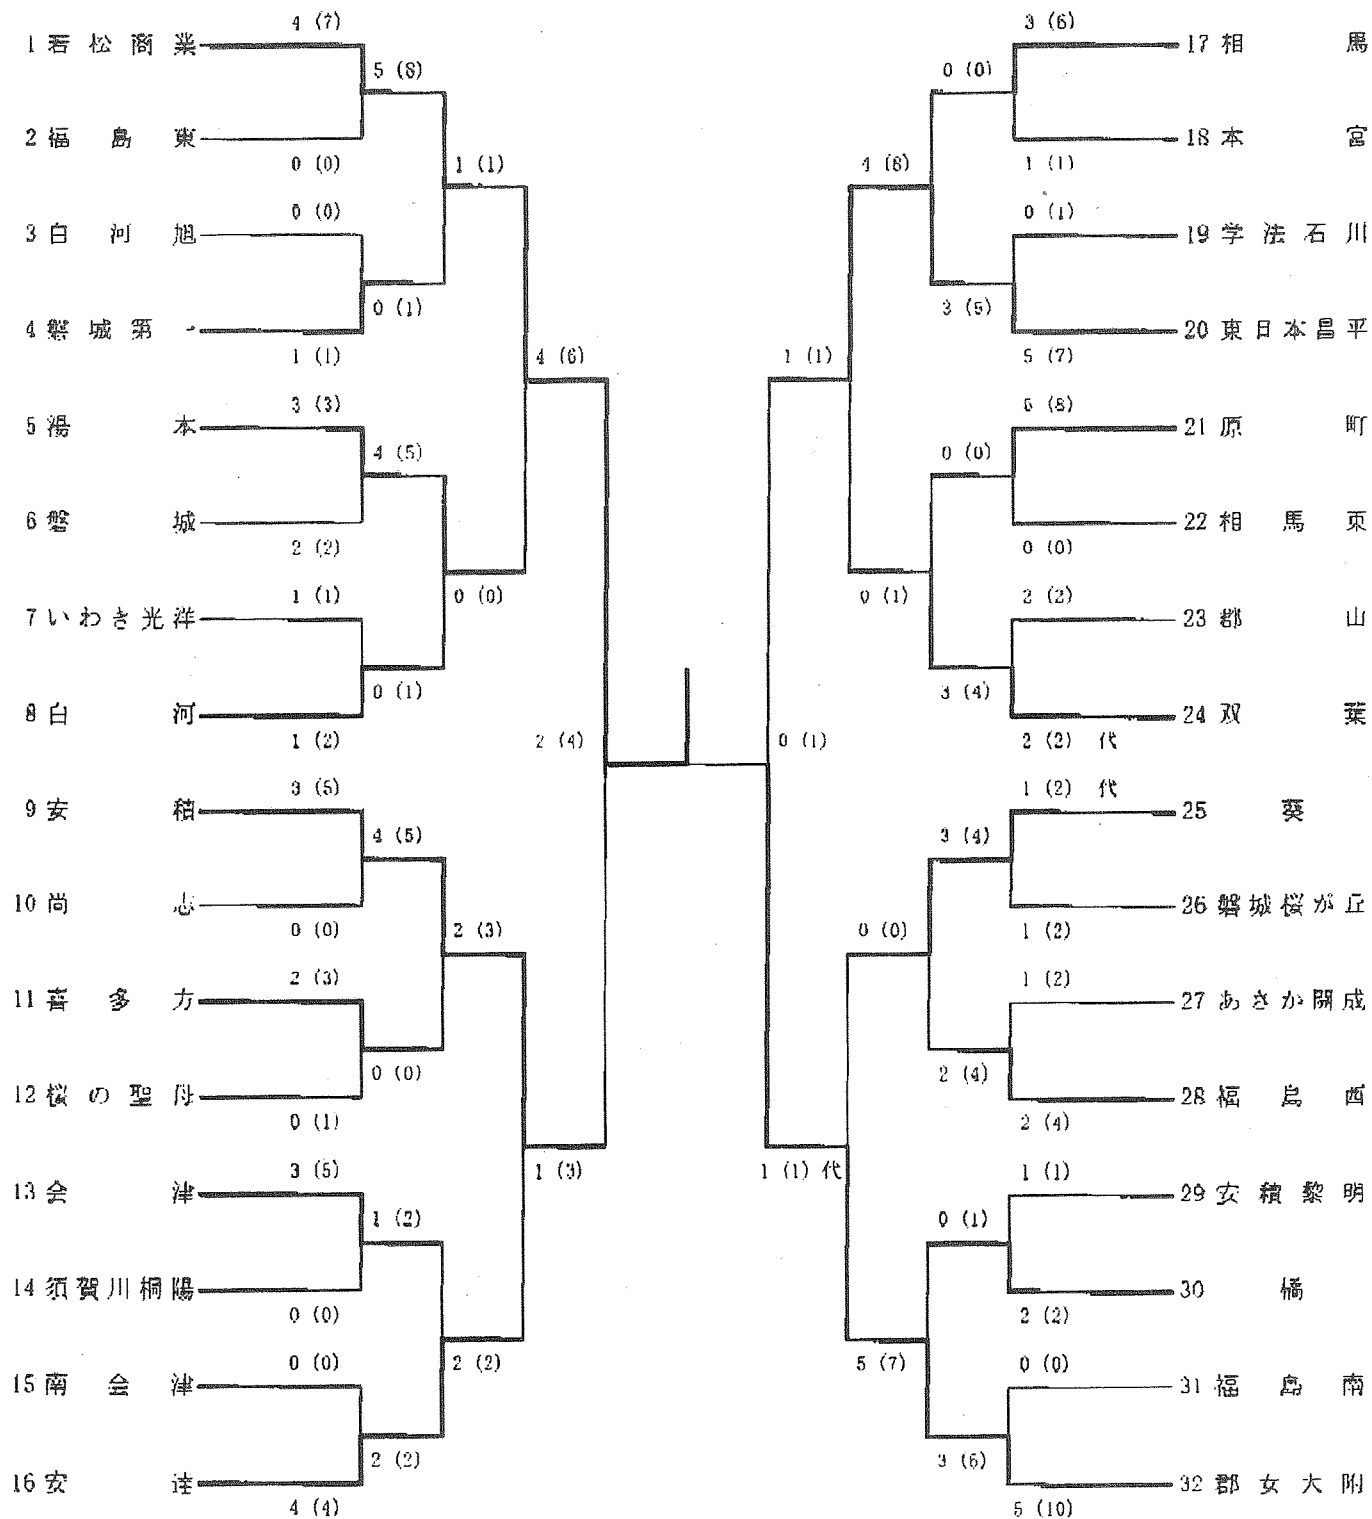 4 (7)
1 若松商業
5 (8)
2 福島東
0 (0)
1 (1)
0 (0)
3 白河旭
0 (1)
4 磐城第一
1 (1)
4 (6)
3 (3)
5 湯本
4 (5)
6 磐城
2 (2)
0 (0)
1 (1)
7 いわき光洋
0 (1)
8 白河
1 (2)
2 (4)
3 (5)
9 安積
4 (5)
10 尚志
0 (0)
2 (3)
2 (3)
11 喜多方
0 (0)
12 桜の聖母
0 (1)
1 (3)
3 (5)
13 会津
1 (2)
14 須賀川桐陽
0 (0)
2 (2)
0 (0)
15 南会津
2 (2)
16 安達
4 (4)
3 (6)
17 相馬
0 (0)
18 本宮
1 (1)
4 (6)
0 (1)
19 学法石川
3 (5)
20 東日本昌平
5 (7)
1 (1)
(8)
21 原町
0 (0)
22 相馬東
0 (0)
0 (1)
2 (2)
23 郡山
3 (4)
24 双葉
2 (2) 代
0 (1)
1 (2) 代
25 葵
3 (4)
26 磐城桜が丘
1 (2)
0 (0)
1 (2)
27 あさか開成
2 (4)
28 福島西
2 (4)
1 (1) 代
1 (1)
29 安積黎明
0 (1)
30 橘
2 (2)
5 (7)
0 (0)
31 福島南
3 (6)
32 郡女大附
5 (10)